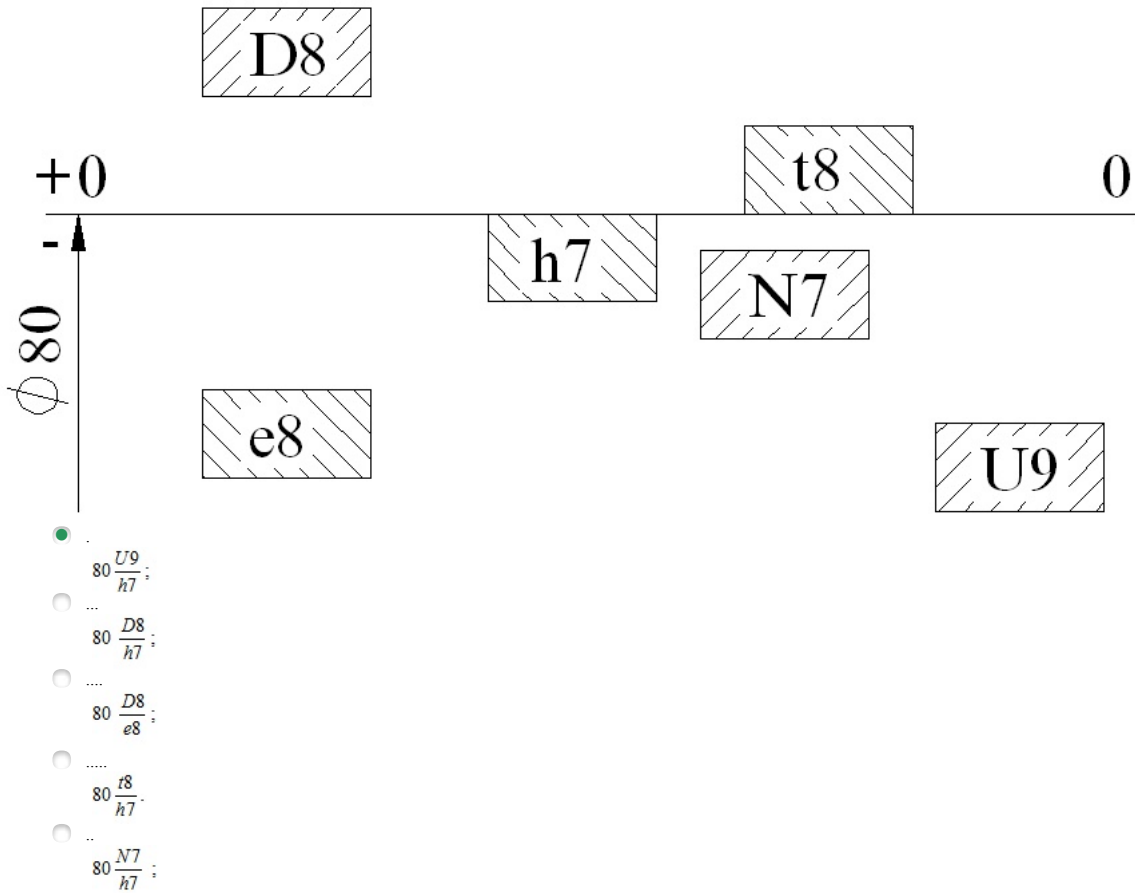 D8
+0
t8
0
-
h7
N7
⌀ 80
e8
U9
.
80 U9/h7 ;
...
80 D8/h7 ;
....
80 D8/e8 ;
.....
80 t8/h7 .
..
80 N7/h7 ;